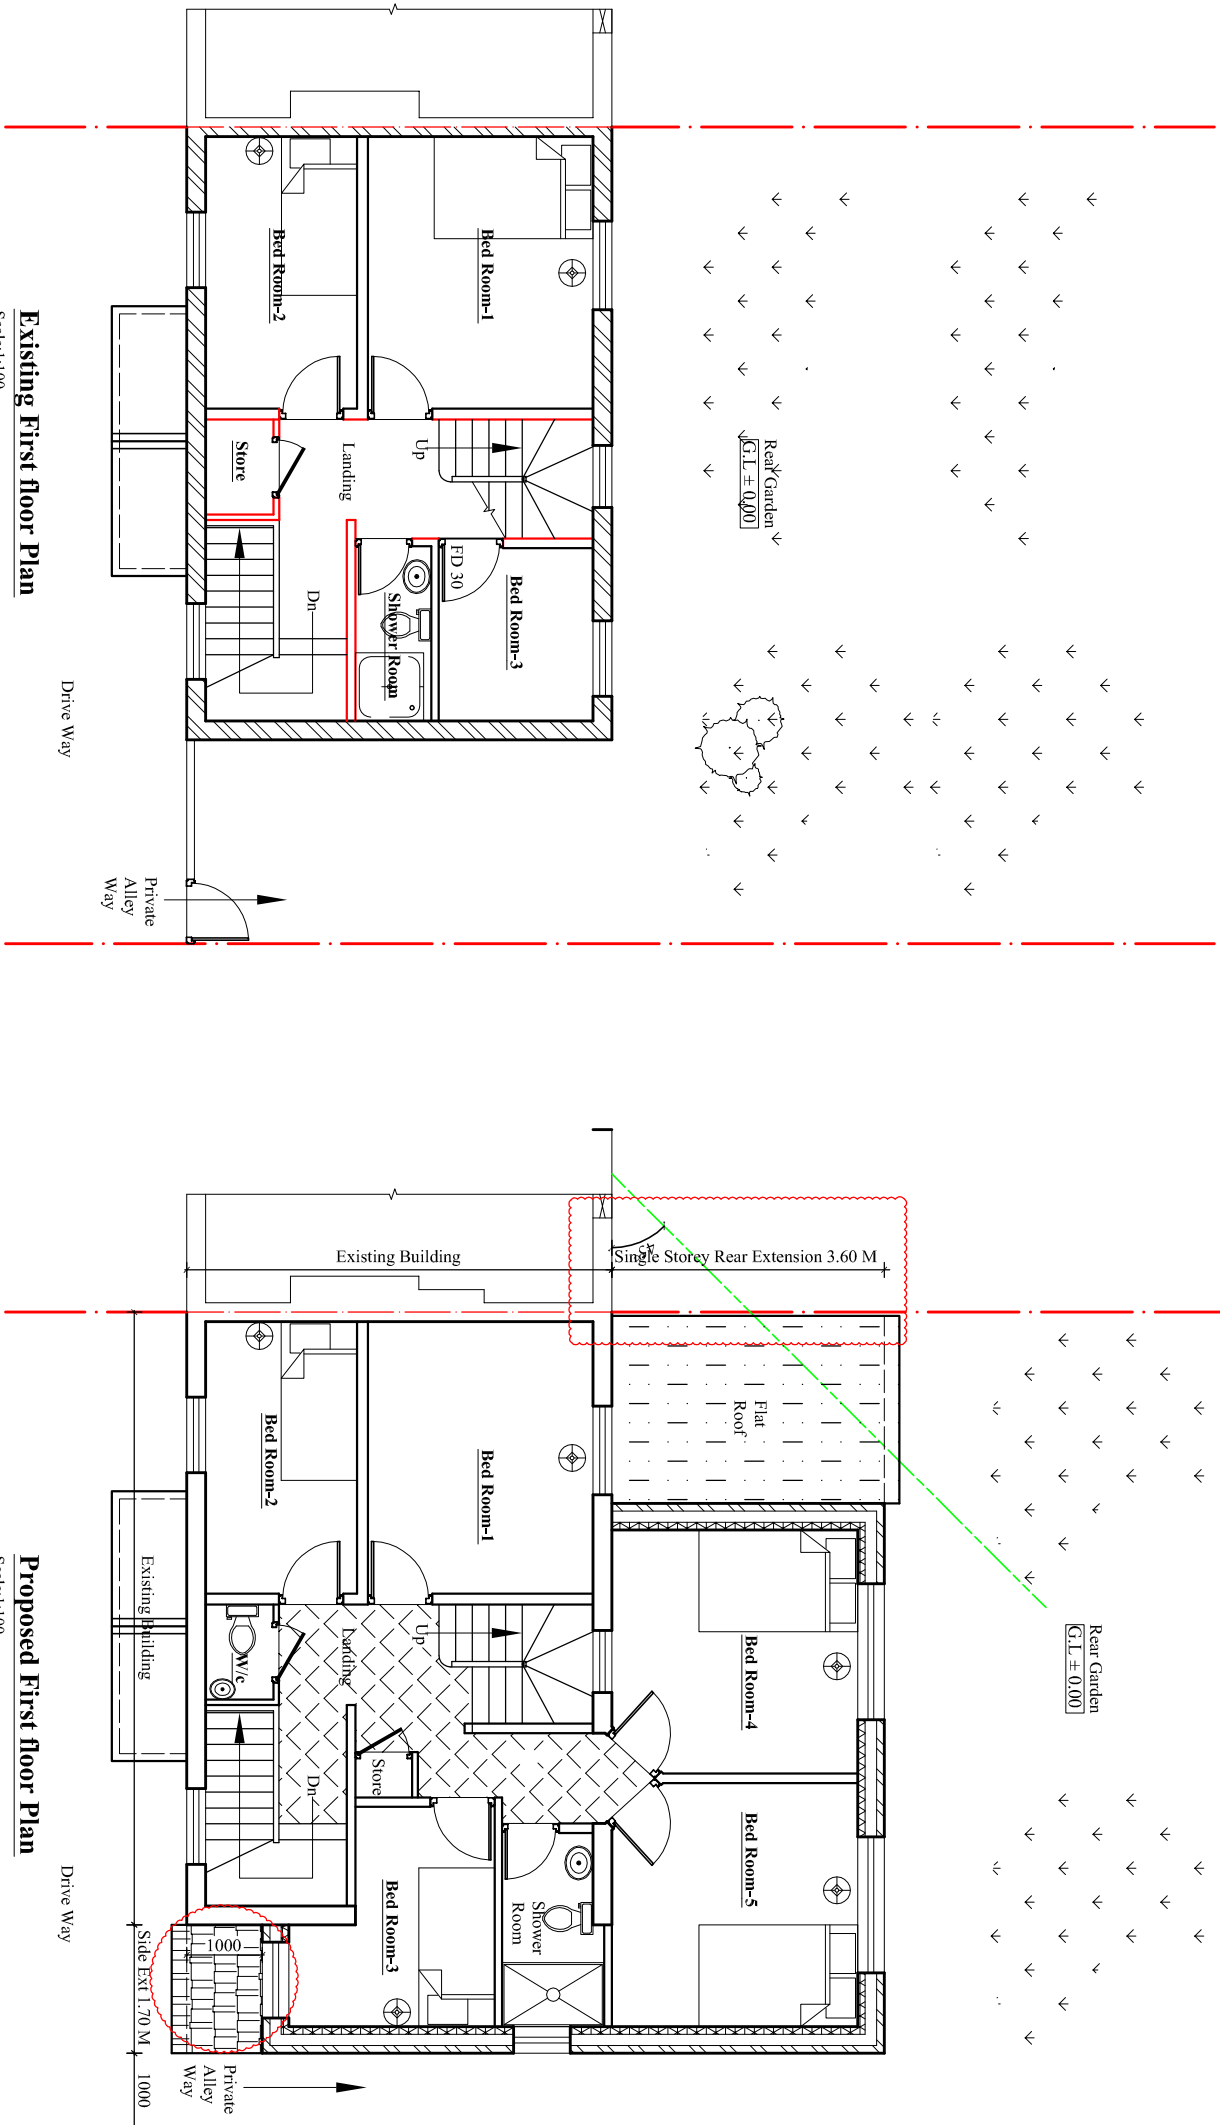 Rear Garden
G.L ± 0.00
Bed Room-1
Bed Room-2
Up
Landing
Store
FD 30
Bed Room-3
Shower Room
Dn
Drive Way
Private
Alley
Way
Existing First floor Plan
Existing Building
Single Storey Rear Extension 3.60 M
45
Flat
Roof
Rear Garden
G.L ± 0.00
Bed Room-1
Bed Room-2
Bed Room-4
Bed Room-5
Up
Landing
W/c
Store
Dn
Bed Room-3
Shower
Room
Existing Building
1000
Side Ext 1.70 M
1000
Drive Way
Private
Alley
Way
Proposed First floor Plan